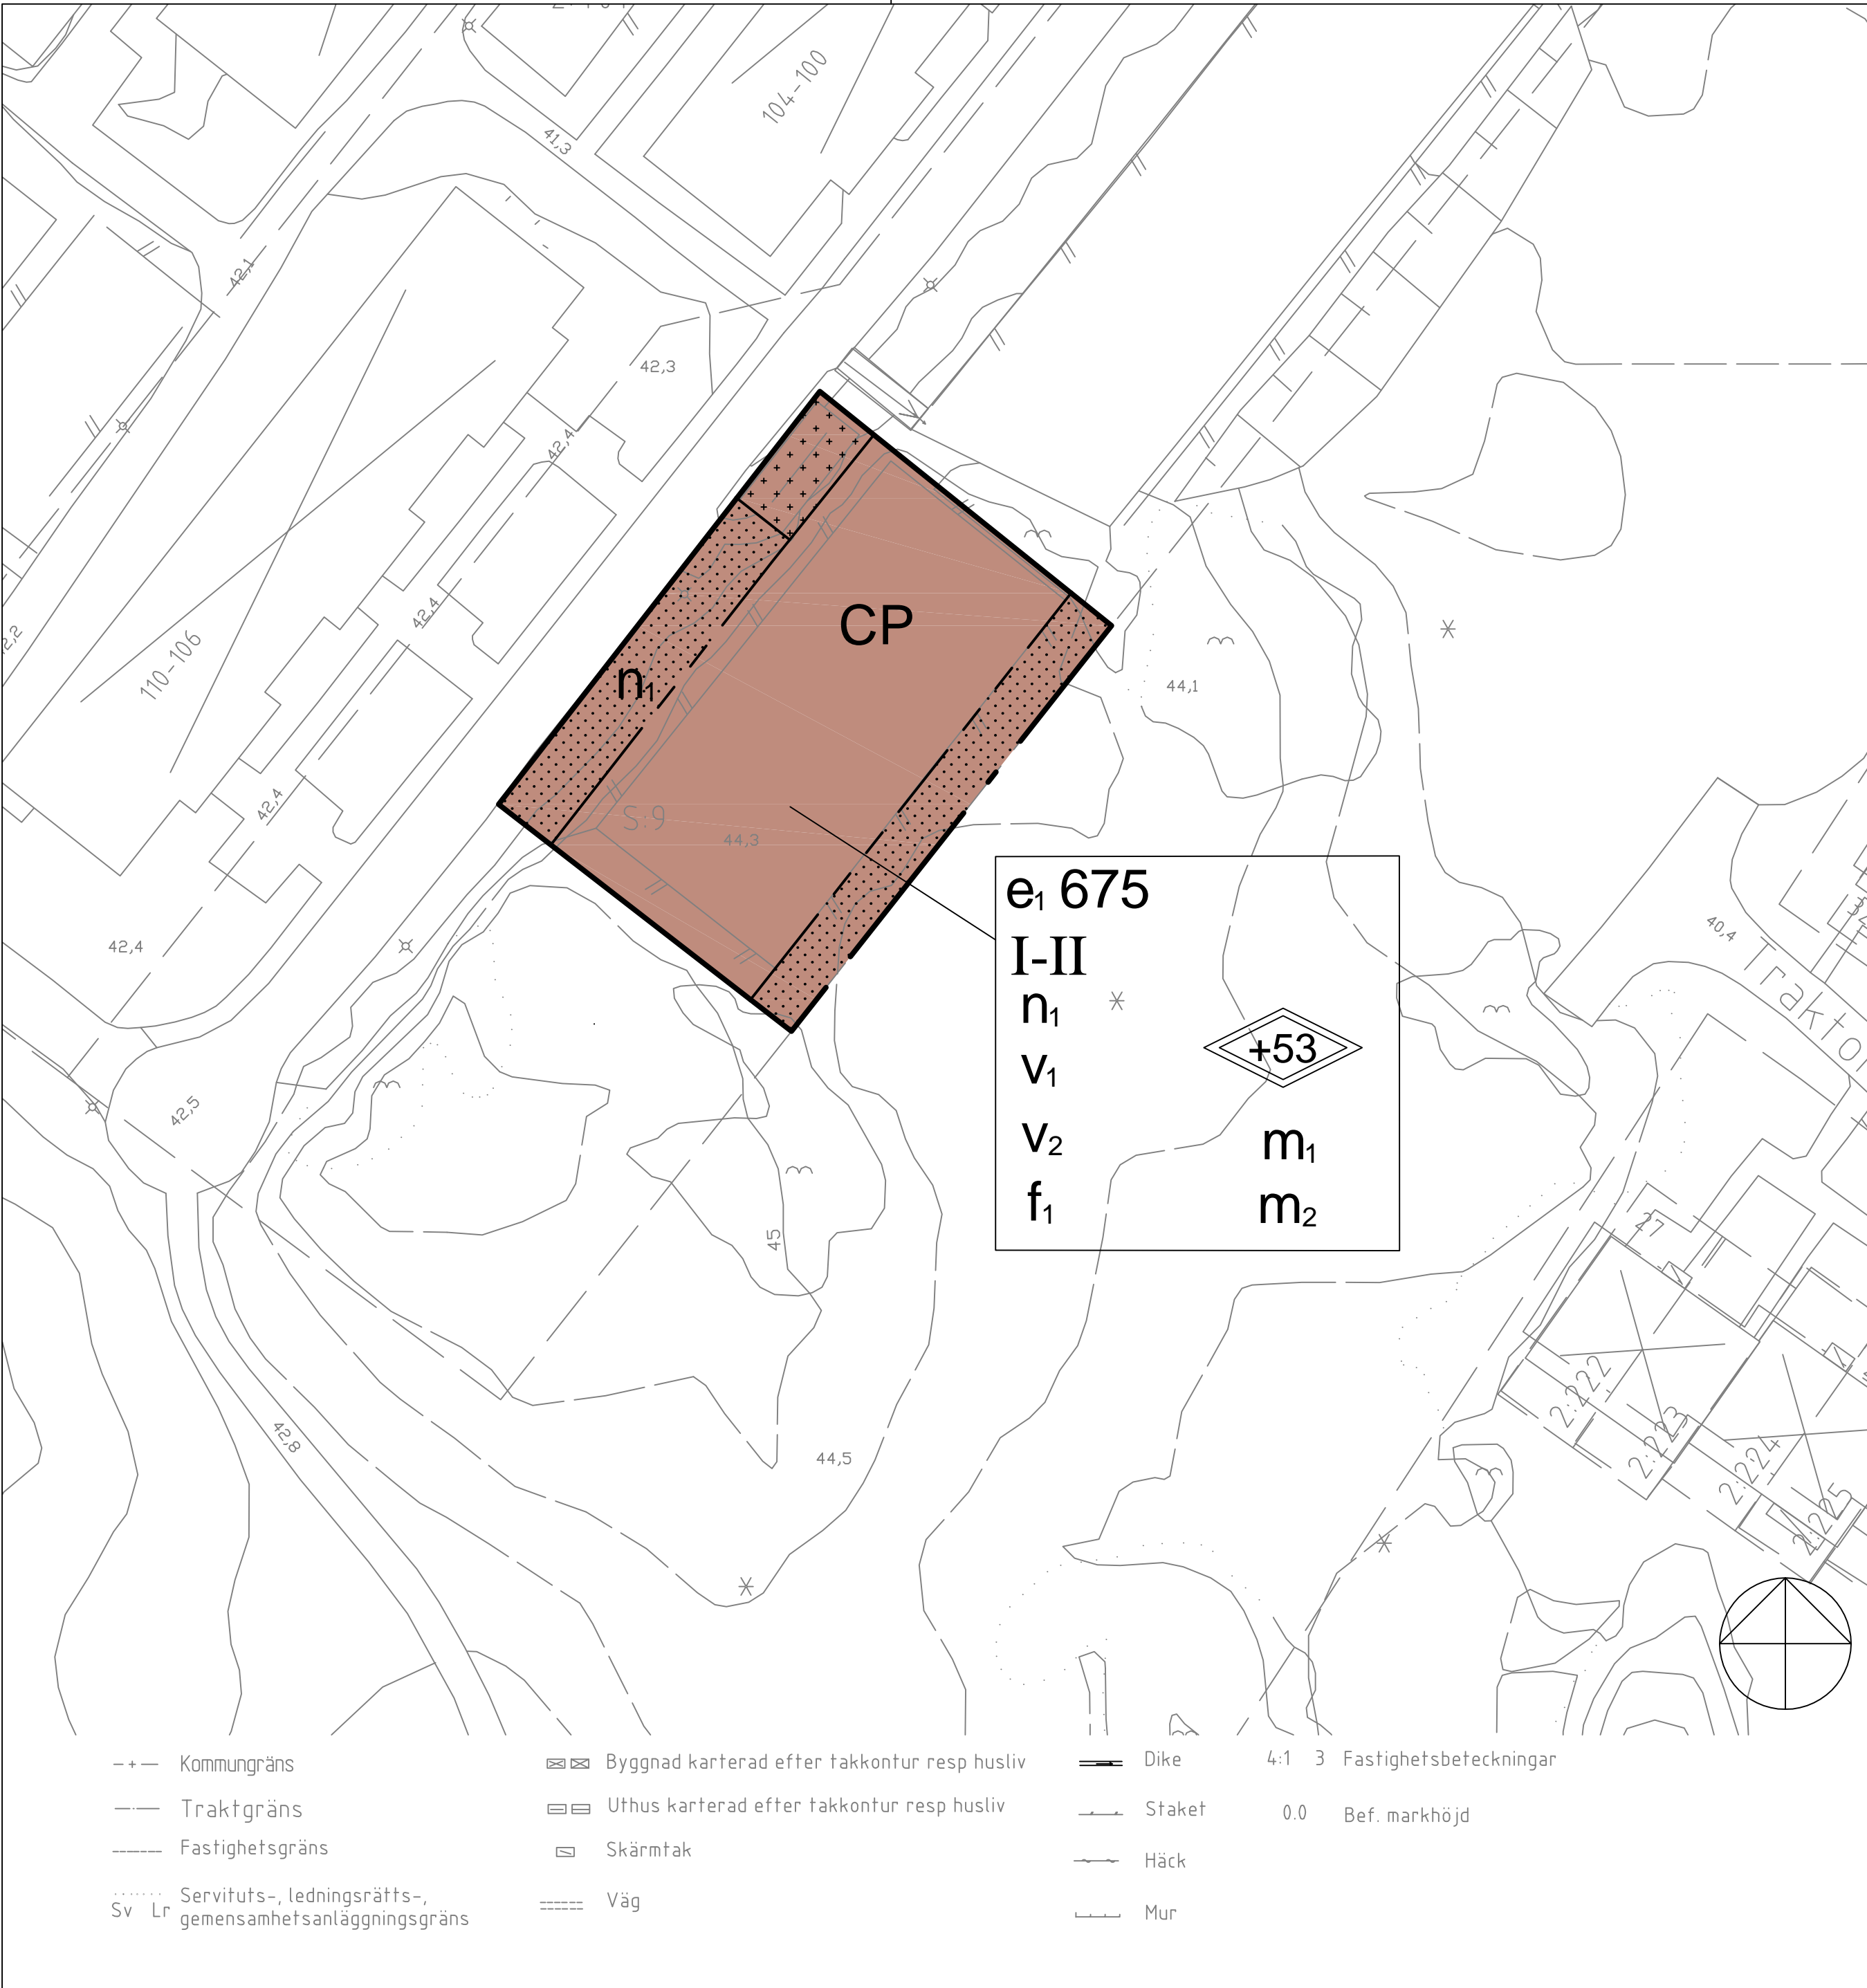 104-100
41,3
42,1
42,3
42,4
42,4
110-106
CP
n1
44,1
42,4
S:9
44,3
42,4
e1 675
I-II
n1
v1
+53
v2
m1
f1
m2
40,4
Trakto
42,5
45
27
2:222
2:223
2:224
2:225
42,8
44,5
Kommungräns
Traktgräns
Fastighetsgräns
Servituts-, ledningsrätts-,
Sv Lr gemensamhetsanläggningsgräns
Byggnad karterad efter takkontur resp husliv
Uthus karterad efter takkontur resp husliv
Skärmtak
Väg
Dike
Staket
Häck
Mur
4:1 3 Fastighetsbeteckningar
0.0 Bef. markhöjd